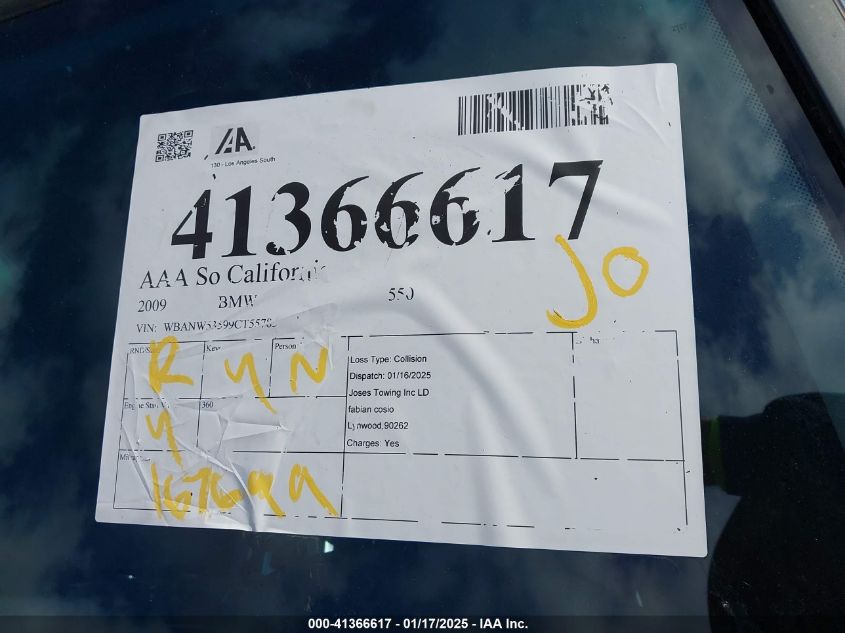 IAA.
130 - Los Angeles South
41366617
AAA So California
2009 BMW 550
VIN:
JO
Key Person
R Y N
Loss Type: Collision
Dispatch: 01/16/2025
Joses Towing Inc LD
fabian cosio
Lynwood,90262
Charges: Yes
360
Y
167699
000-41366617 - 01/17/2025 - IAA Inc.